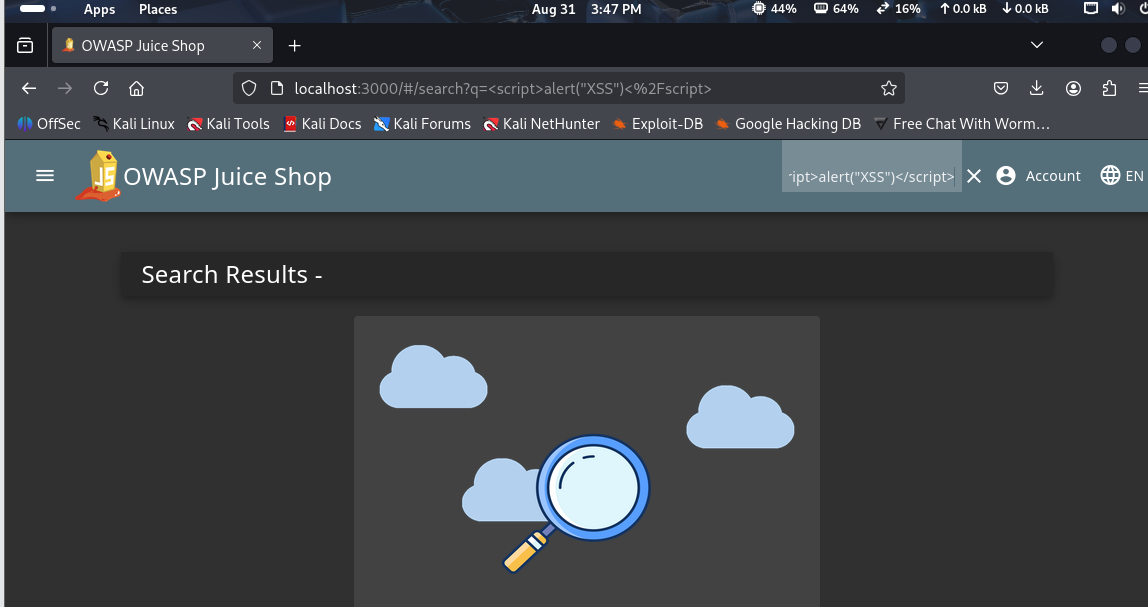 Apps Places Aug 31 3:47 PM 44% 64% 16% 0.0 kB 0.0 kB
OWASP Juice Shop
localhost:3000/#/search?q=<script>alert("XSS")<%2Fscript>
OffSec Kali Linux Kali Tools Kali Docs Kali Forums Kali NetHunter Exploit-DB Google Hacking DB Free Chat With Worm…
JS OWASP Juice Shop ript>alert("XSS")</script> Account EN
Search Results -